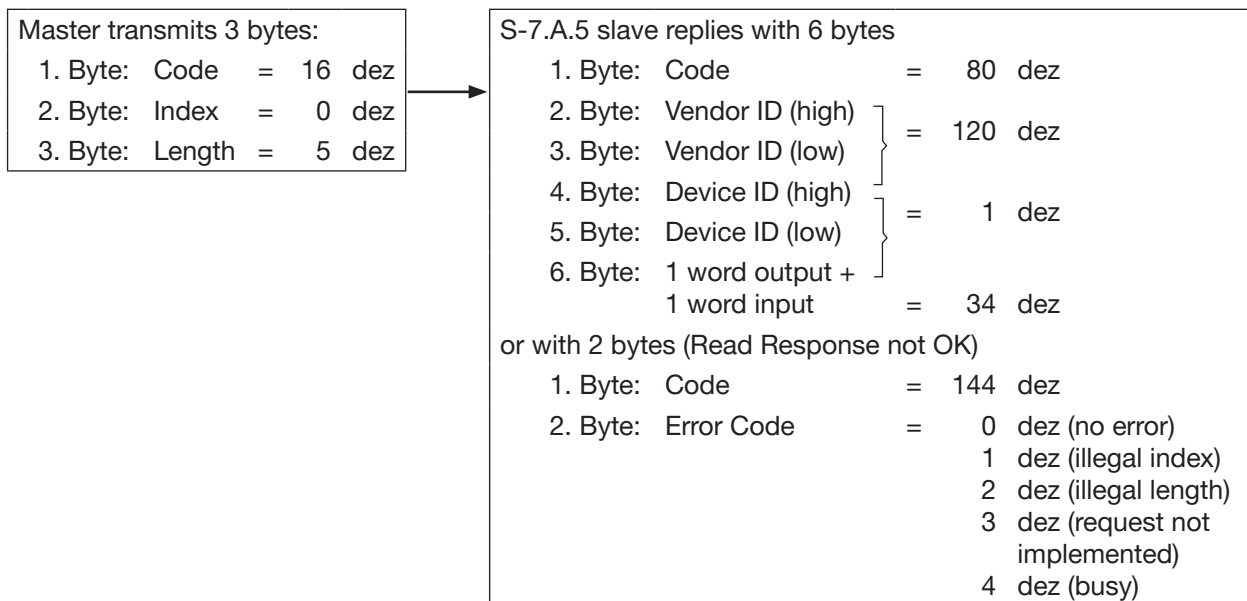 Master transmits 3 bytes:
1. Byte: Code = 16 dez
2. Byte: Index = 0 dez
3. Byte: Length = 5 dez
S-7.A.5 slave replies with 6 bytes
1. Byte: Code = 80 dez
2. Byte: Vendor ID (high)
= 120 dez
3. Byte: Vendor ID (low)
4. Byte: Device ID (high)
= 1 dez
5. Byte: Device ID (low)
6. Byte: 1 word output +
1 word input = 34 dez
or with 2 bytes (Read Response not OK)
1. Byte: Code = 144 dez
2. Byte: Error Code = 0 dez (no error)
1 dez (illegal index)
2 dez (illegal length)
3 dez (request not
implemented)
4 dez (busy)